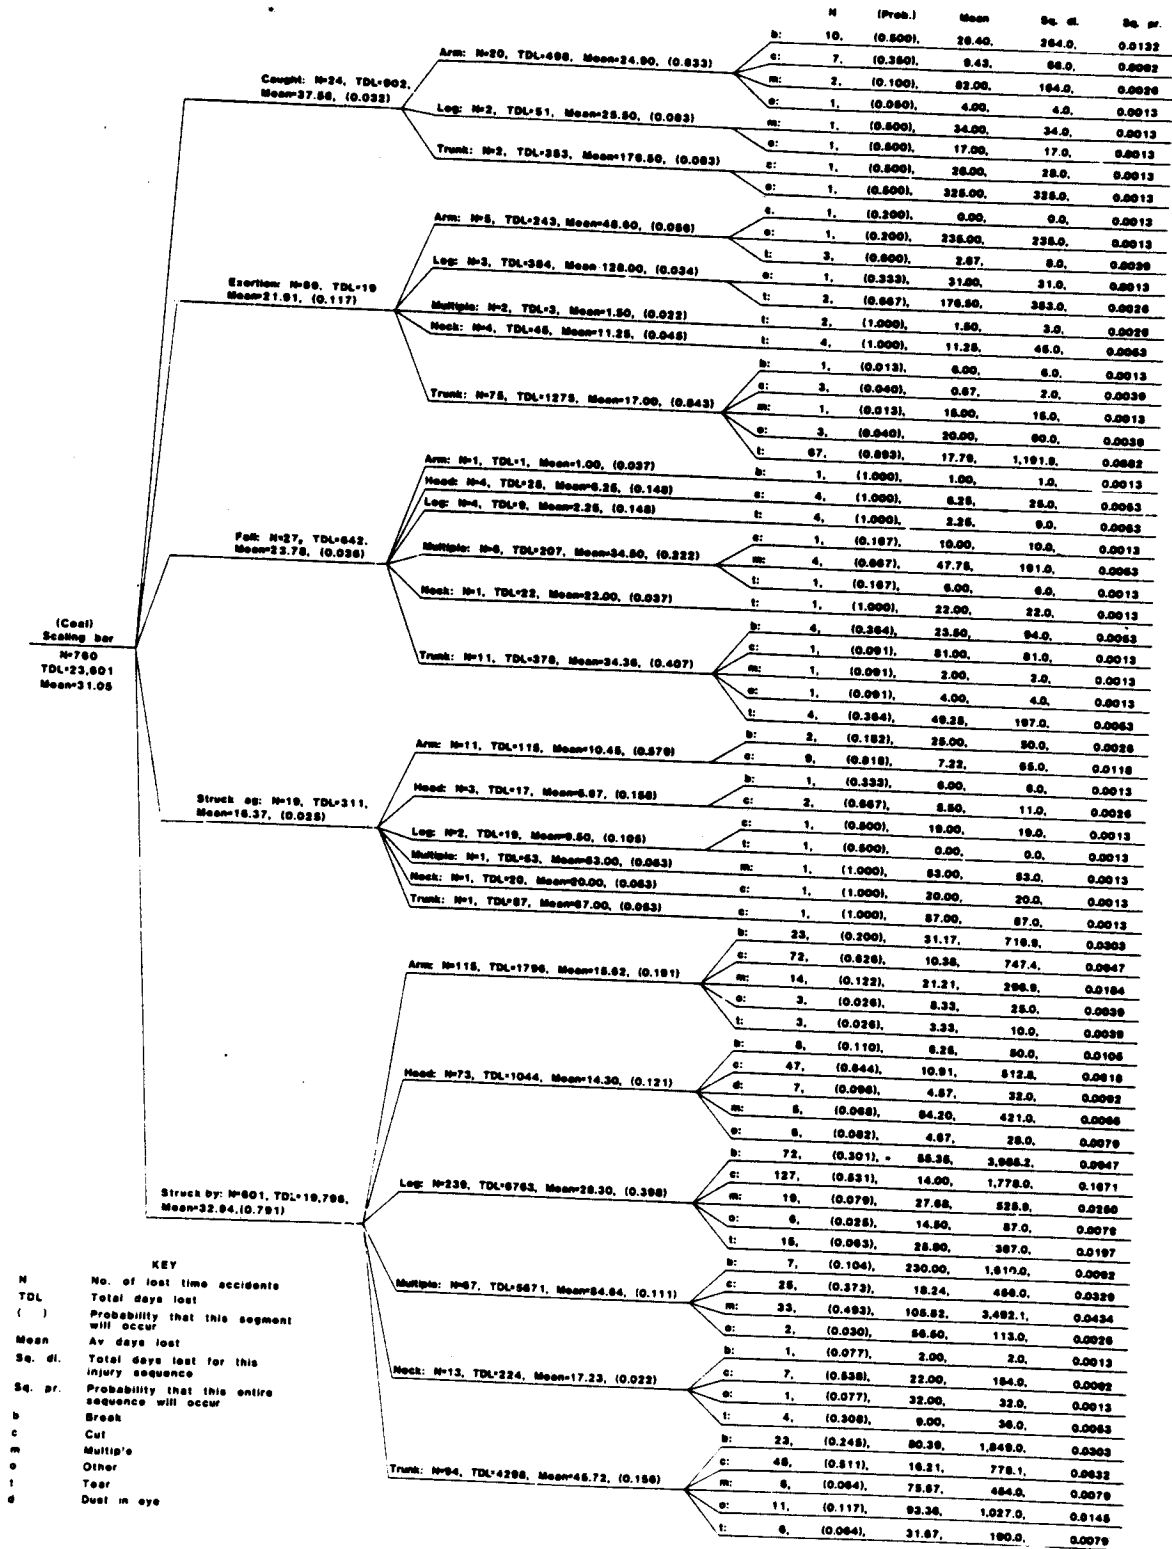 N (Prob.) Mean Sq. dl. Sq. pr.
(Coal)
Scaling bar
N=760
TDL=23,601
Mean=31.05
Caught: N=24, TDL=902,
Mean=37.58, (0.032)
Arm: N=20, TDL=498, Mean=24.90, (0.833)
b: 10, (0.500), 26.40, 264.0, 0.0132
c: 7, (0.350), 9.43, 66.0, 0.0092
m: 2, (0.100), 82.00, 164.0, 0.0026
o: 1, (0.050), 4.00, 4.0, 0.0013
Leg: N=2, TDL=51, Mean=25.50, (0.083)
m: 1, (0.500), 34.00, 34.0, 0.0013
o: 1, (0.500), 17.00, 17.0, 0.0013
Trunk: N=2, TDL=353, Mean=176.50, (0.083)
c: 1, (0.500), 28.00, 28.0, 0.0013
o: 1, (0.500), 325.00, 325.0, 0.0013
Exertion: N=89, TDL=19
Mean=21.91, (0.117)
Arm: N=5, TDL=243, Mean=48.60, (0.056)
c. 1, (0.200), 0.00, 0.0, 0.0013
o: 1, (0.200), 235.00, 235.0, 0.0013
t: 3, (0.600), 2.67, 8.0, 0.0039
Leg: N=3, TDL=384, Mean=128.00, (0.034)
o: 1, (0.333), 31.00, 31.0, 0.0013
t: 2, (0.667), 176.50, 353.0, 0.0026
Multiple: N=2, TDL=3, Mean=1.50, (0.022)
t: 2, (1.000), 1.50, 3.0, 0.0026
Neck: N=4, TDL=45, Mean=11.25, (0.045)
t: 4, (1.000), 11.25, 45.0, 0.0053
Trunk: N=75, TDL=1275, Mean=17.00, (0.843)
b: 1, (0.013), 6.00, 6.0, 0.0013
c: 3, (0.040), 0.67, 2.0, 0.0039
m: 1, (0.013), 15.00, 15.0, 0.0013
o: 3, (0.040), 20.00, 60.0, 0.0039
t: 67, (0.893), 17.79, 1,191.9, 0.0882
Fall: N=27, TDL=642,
Mean=23.78, (0.036)
Arm: N=1, TDL=1, Mean=1.00, (0.037)
b: 1, (1.000), 1.00, 1.0, 0.0013
Head: N=4, TDL=25, Mean=6.25, (0.148)
c: 4, (1.000), 6.25, 25.0, 0.0053
Leg: N=4, TDL=9, Mean=2.25, (0.148)
t: 4, (1.000), 2.25, 9.0, 0.0053
Multiple: N=6, TDL=207, Mean=34.50, (0.222)
c: 1, (0.167), 10.00, 10.0, 0.0013
m: 4, (0.667), 47.75, 191.0, 0.0053
t: 1, (0.167), 6.00, 6.0, 0.0013
Neck: N=1, TDL=22, Mean=22.00, (0.037)
t: 1, (1.000), 22.00, 22.0, 0.0013
Trunk: N=11, TDL=378, Mean=34.36, (0.407)
b: 4, (0.364), 23.50, 94.0, 0.0053
c: 1, (0.091), 81.00, 81.0, 0.0013
m: 1, (0.091), 2.00, 2.0, 0.0013
o: 1, (0.091), 4.00, 4.0, 0.0013
t: 4, (0.364), 49.25, 197.0, 0.0053
Struck ag: N=19, TDL=311,
Mean=16.37, (0.025)
Arm: N=11, TDL=115, Mean=10.45, (0.579)
b: 2, (0.182), 25.00, 50.0, 0.0026
c: 9, (0.818), 7.22, 65.0, 0.0118
Head: N=3, TDL=17, Mean=5.67, (0.158)
b: 1, (0.333), 6.00, 6.0, 0.0013
c: 2, (0.667), 5.50, 11.0, 0.0026
Leg: N=2, TDL=19, Mean=9.50, (0.105)
c: 1, (0.500), 19.00, 19.0, 0.0013
t: 1, (0.500), 0.00, 0.0, 0.0013
Multiple: N=1, TDL=53, Mean=53.00, (0.053)
m: 1, (1.000), 53.00, 53.0, 0.0013
Neck: N=1, TDL=20, Mean=20.00, (0.053)
c: 1, (1.000), 20.00, 20.0, 0.0013
Trunk: N=1, TDL=87, Mean=87.00, (0.053)
c: 1, (1.000), 87.00, 87.0, 0.0013
Struck by: N=601, TDL=19,796,
Mean=32.94, (0.791)
Arm: N=115, TDL=1796, Mean=15.62, (0.191)
b: 23, (0.200), 31.17, 716.9, 0.0303
c: 72, (0.626), 10.38, 747.4, 0.0947
m: 14, (0.122), 21.21, 296.9, 0.0184
o: 3, (0.026), 8.33, 25.0, 0.0039
t: 3, (0.026), 3.33, 10.0, 0.0039
Head: N=73, TDL=1044, Mean=14.30, (0.121)
b: 8, (0.110), 6.25, 50.0, 0.0105
c: 47, (0.644), 10.91, 512.8, 0.0618
d: 7, (0.096), 4.57, 32.0, 0.0092
m: 5, (0.068), 84.20, 421.0, 0.0066
o: 6, (0.082), 4.67, 28.0, 0.0079
Leg: N=239, TDL=6763, Mean=28.30, (0.398)
b: 72, (0.301), 55.35, 3,985.2, 0.0947
c: 127, (0.531), 14.00, 1,778.0, 0.1671
m: 19, (0.079), 27.68, 525.9, 0.0250
o: 6, (0.025), 14.50, 87.0, 0.0079
t: 15, (0.063), 25.80, 387.0, 0.0197
Multiple: N=67, TDL=5671, Mean=84.64, (0.111)
b: 7, (0.104), 230.00, 1,610.0, 0.0092
c: 25, (0.373), 18.24, 456.0, 0.0329
m: 33, (0.493), 105.82, 3,492.1, 0.0434
o: 2, (0.030), 56.50, 113.0, 0.0026
Neck: N=13, TDL=224, Mean=17.23, (0.022)
b: 1, (0.077), 2.00, 2.0, 0.0013
c: 7, (0.538), 22.00, 154.0, 0.0092
o: 1, (0.077), 32.00, 32.0, 0.0013
t: 4, (0.308), 9.00, 36.0, 0.0053
Trunk: N=94, TDL=4298, Mean=45.72, (0.156)
b: 23, (0.245), 80.39, 1,849.0, 0.0303
c: 48, (0.511), 16.21, 778.1, 0.0632
m: 6, (0.064), 75.67, 454.0, 0.0079
o: 11, (0.117), 93.36, 1,027.0, 0.0145
t: 6, (0.064), 31.67, 190.0, 0.0079
KEY
N No. of lost time accidents
TDL Total days lost
( ) Probability that this segment
will occur
Mean Av days lost
Sq. dl. Total days lost for this
injury sequence
Sq. pr. Probability that this entire
sequence will occur
b Break
c Cut
m Multiple
o Other
t Tear
d Dust in eye